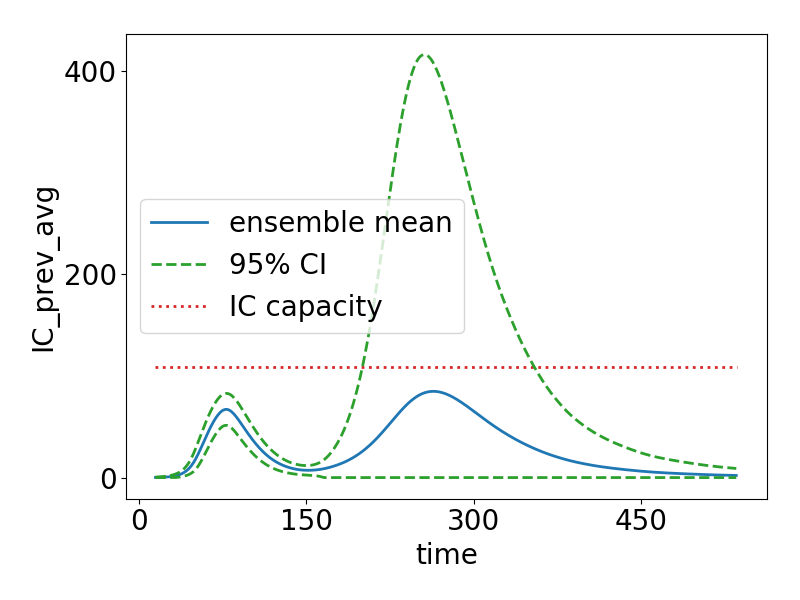 400
200
0
IC_prev_avg
ensemble mean
95% CI
IC capacity
0 150 300 450
time